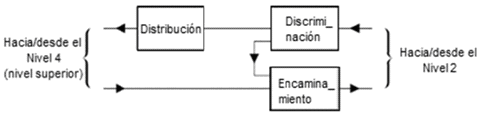 Distribución
Discrimi_
nación
Hacia/desde el
Nivel 4
(nivel superior)
Hacia/desde el
Nivel 2
Encamina_
miento